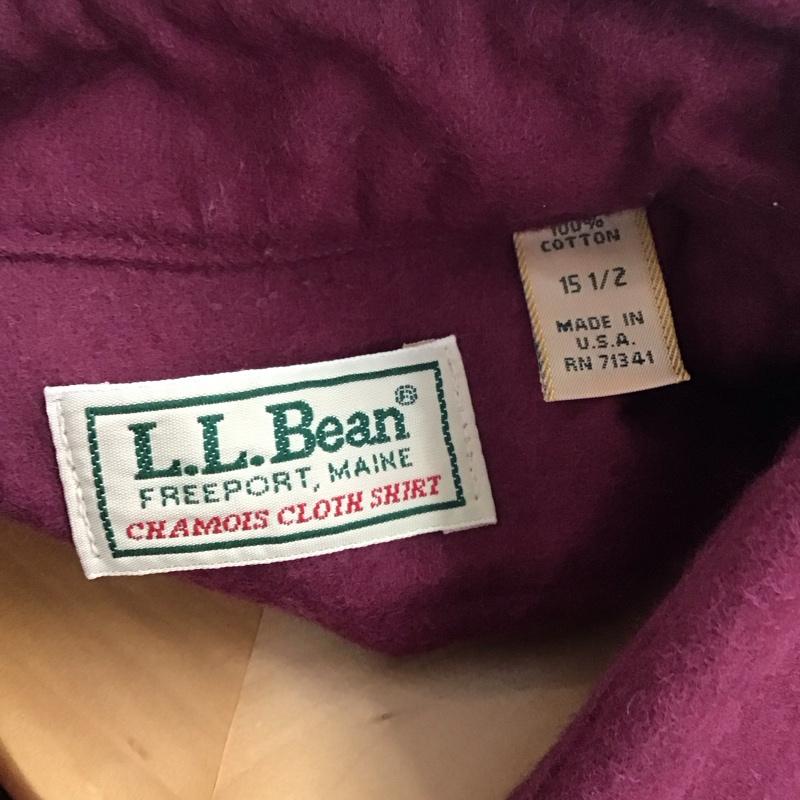 L.L.Bean®
FREEPORT, MAINE
CHAMOIS CLOTH SHIRT
100%
COTTON
15 1/2
MADE IN
U.S.A.
RN 71341